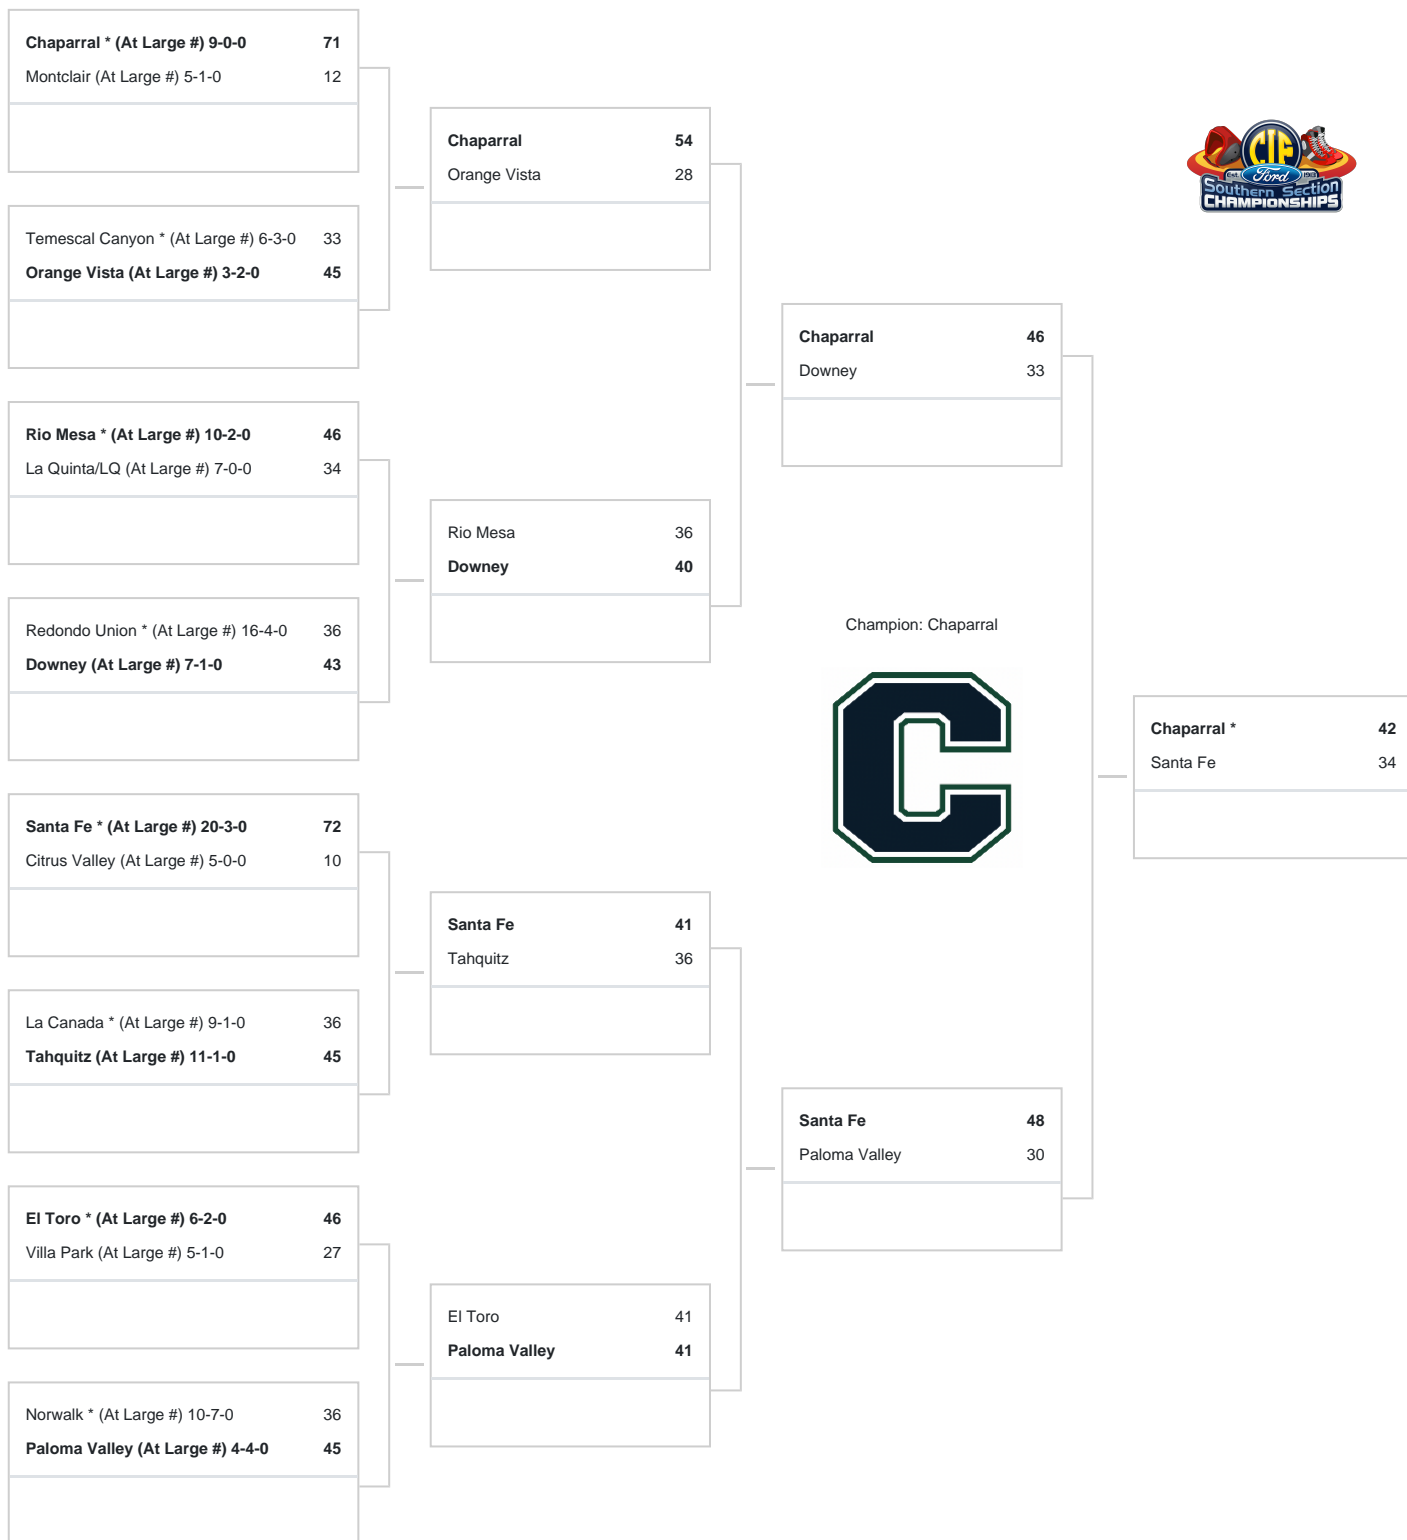 Chaparral * (At Large #) 9-0-0 71
Montclair (At Large #) 5-1-0 12
Temescal Canyon * (At Large #) 6-3-0 33
Orange Vista (At Large #) 3-2-0 45
Rio Mesa * (At Large #) 10-2-0 46
La Quinta/LQ (At Large #) 7-0-0 34
Redondo Union * (At Large #) 16-4-0 36
Downey (At Large #) 7-1-0 43
Santa Fe * (At Large #) 20-3-0 72
Citrus Valley (At Large #) 5-0-0 10
La Canada * (At Large #) 9-1-0 36
Tahquitz (At Large #) 11-1-0 45
El Toro * (At Large #) 6-2-0 46
Villa Park (At Large #) 5-1-0 27
Norwalk * (At Large #) 10-7-0 36
Paloma Valley (At Large #) 4-4-0 45
Chaparral 54
Orange Vista 28
Rio Mesa 36
Downey 40
Santa Fe 41
Tahquitz 36
El Toro 41
Paloma Valley 41
Chaparral 46
Downey 33
Santa Fe 48
Paloma Valley 30
Champion: Chaparral
C
Chaparral * 42
Santa Fe 34
CIF
Est. Ford 1913
Southern Section
CHAMPIONSHIPS